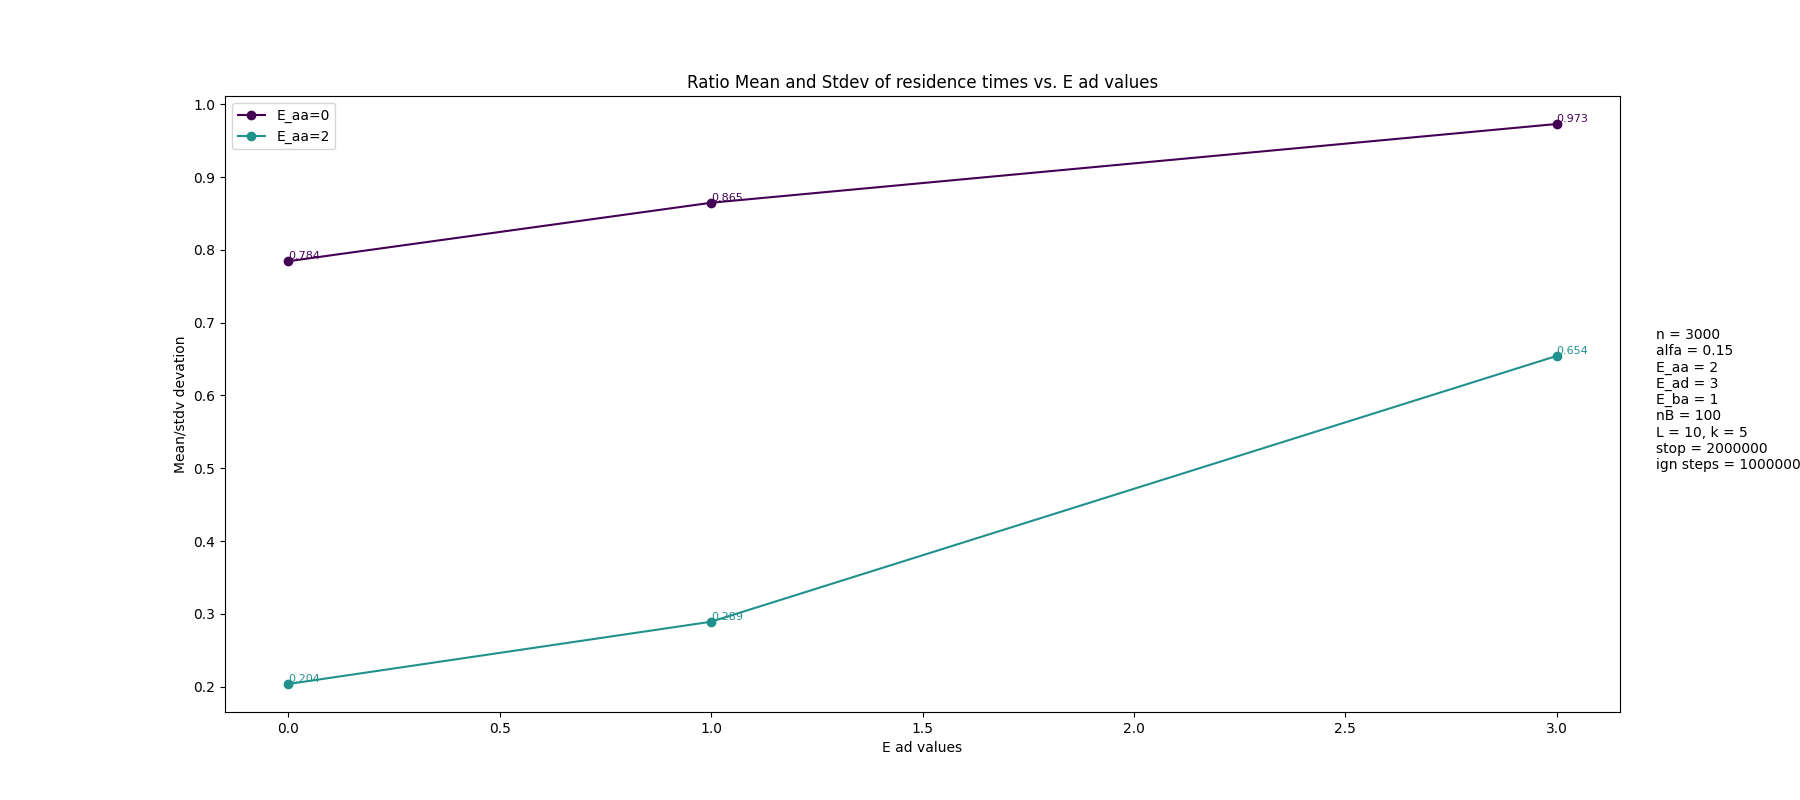 Ratio Mean and Stdev of residence times vs. E ad values
E_aa=0
E_aa=2
1.0
0.9
0.8
0.7
0.6
0.5
0.4
0.3
0.2
Mean/stdv devation
0.784
0.865
0.973
0.204
0.289
0.654
0.0
0.5
1.0
1.5
2.0
2.5
3.0
E ad values
n = 3000
alfa = 0.15
E_aa = 2
E_ad = 3
E_ba = 1
nB = 100
L = 10, k = 5
stop = 2000000
ign steps = 1000000